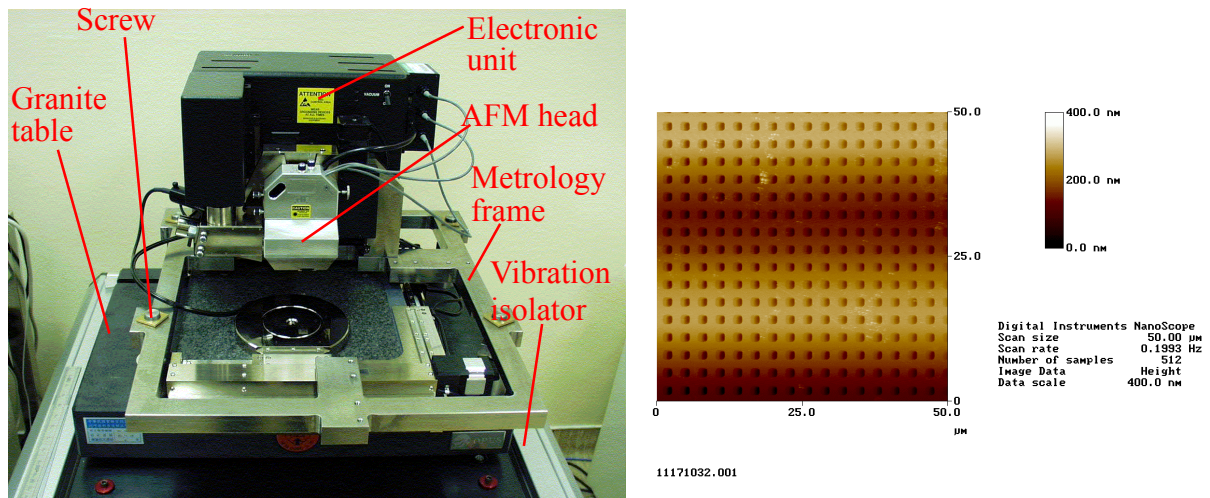 Screw
Electronic
unit
Granite
table
AFM head
Metrology
frame
Vibration
isolator
ATTENTION
VACUUM
400.0 nm
200.0 nm
0.0 nm
50.0
25.0
0
0
25.0
50.0
µm
Digital Instruments NanoScope
Scan size 50.00 µm
Scan rate 0.1993 Hz
Number of samples 512
Image Data Height
Data scale 400.0 nm
11171032.001